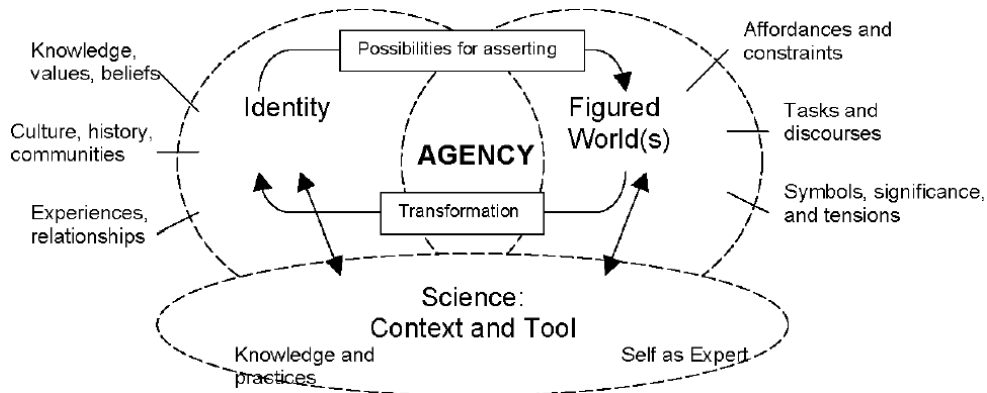 Knowledge,
values, beliefs
Culture, history,
communities
Experiences,
relationships
Possibilities for asserting
Identity
Figured
World(s)
AGENCY
Transformation
Affordances and
constraints
Tasks and
discourses
Symbols, significance,
and tensions
Science:
Context and Tool
Knowledge and
practices
Self as Expert